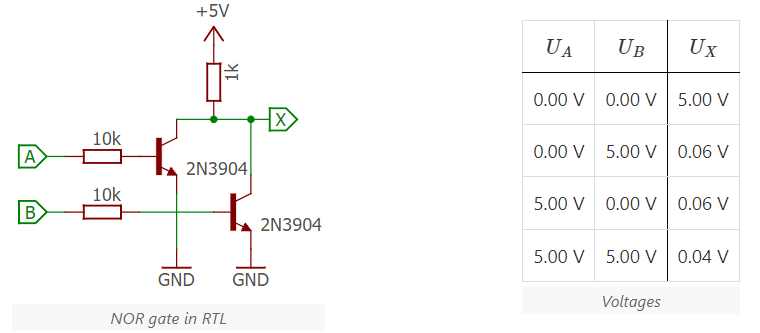 +5V
1k
X
A
10k
2N3904
B
10k
2N3904
GND
GND
NOR gate in RTL
U_A U_B U_X
0.00 V 0.00 V 5.00 V
0.00 V 5.00 V 0.06 V
5.00 V 0.00 V 0.06 V
5.00 V 5.00 V 0.04 V
Voltages